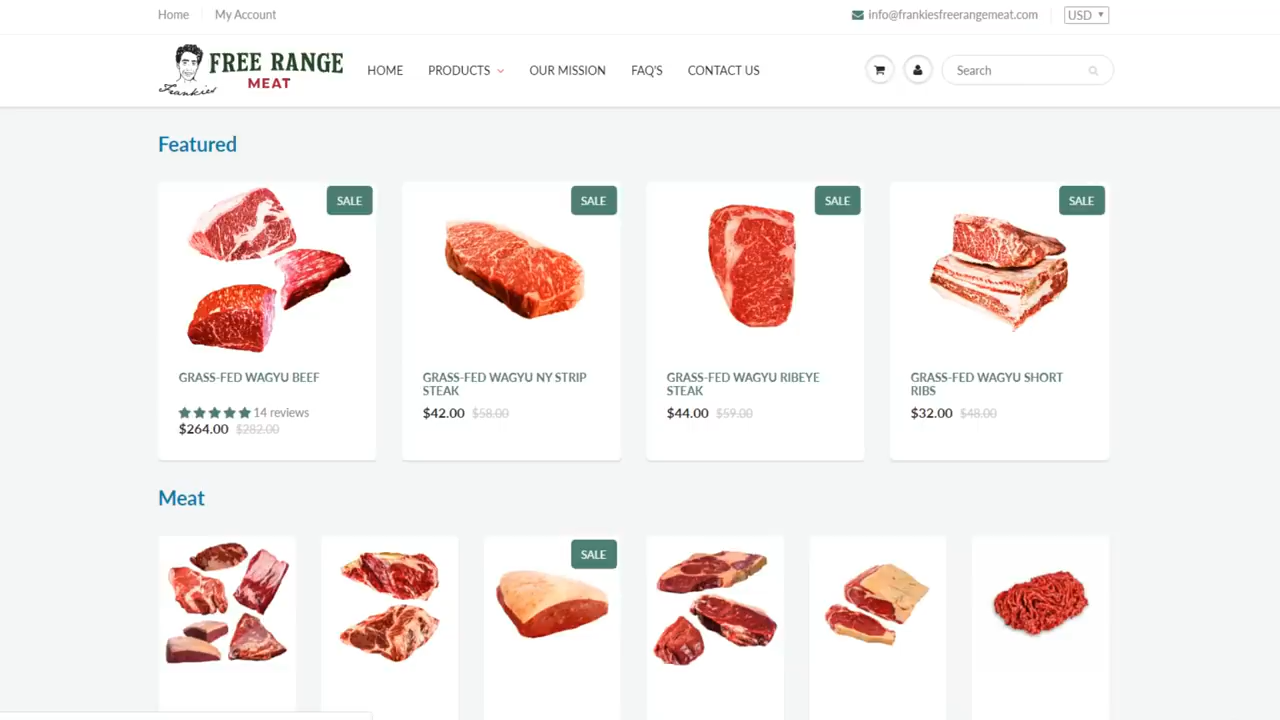 Home
My Account
info@frankiesfreerangemeat.com
USD
FREE RANGE
MEAT
Frankies
HOME
PRODUCTS
OUR MISSION
FAQ'S
CONTACT US
Search
Featured
SALE
SALE
SALE
SALE
GRASS-FED WAGYU BEEF
14 reviews
$264.00 $282.00
GRASS-FED WAGYU NY STRIP
STEAK
$42.00 $58.00
GRASS-FED WAGYU RIBEYE
STEAK
$44.00 $59.00
GRASS-FED WAGYU SHORT
RIBS
$32.00 $48.00
Meat
SALE